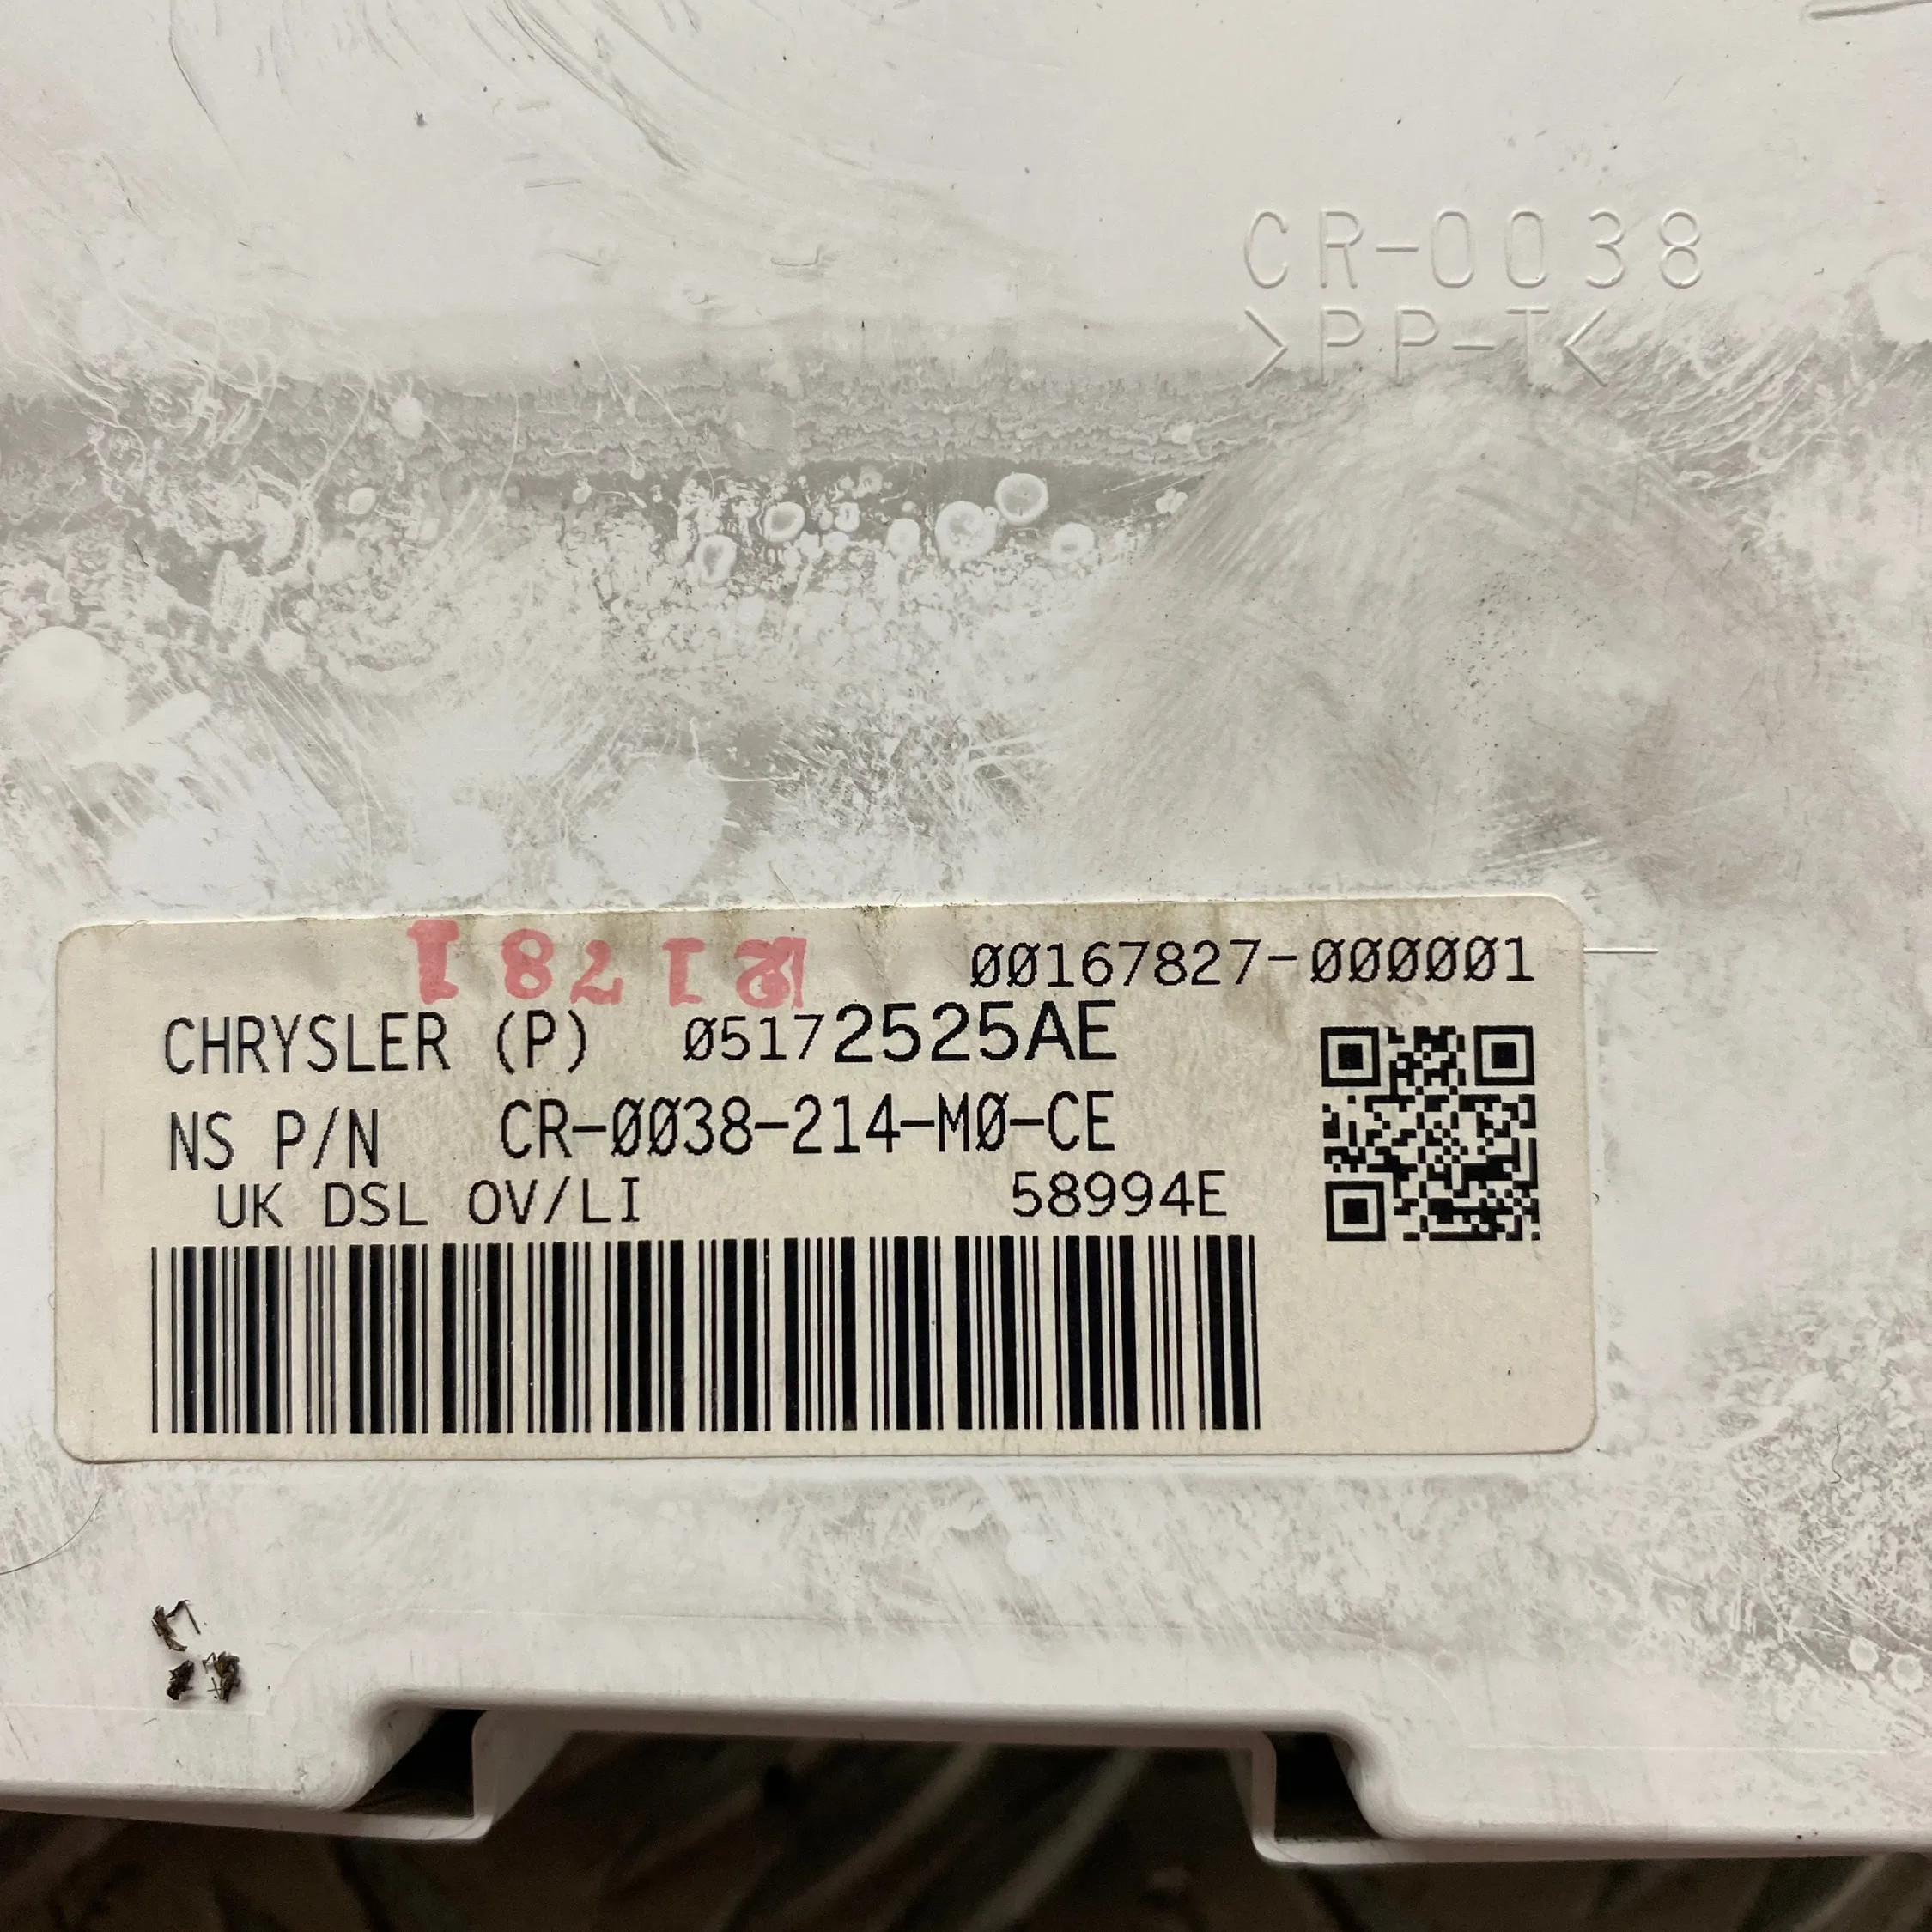 CR-0038
>PP-T<
00167827-000001
CHRYSLER (P) 05172525AE
NS P/N CR-0038-214-M0-CE
UK DSL OV/LI 58994E